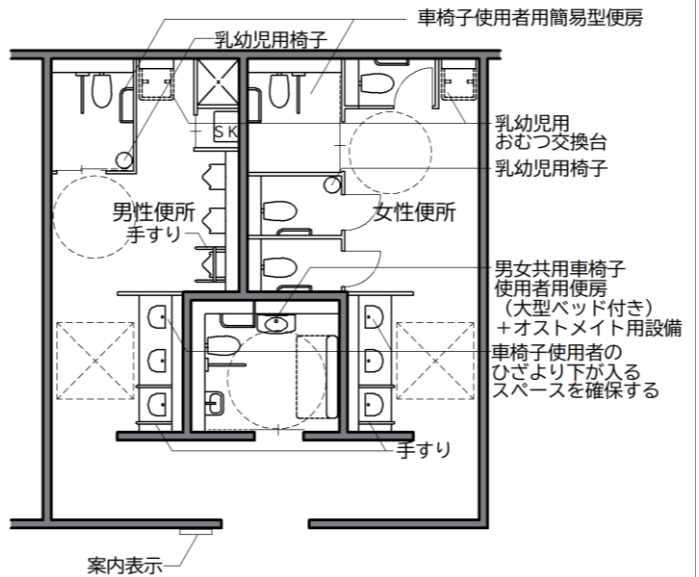 車椅子使用者用簡易型便房
乳幼児用椅子
SK
乳幼児用
おむつ交換台
乳幼児用椅子
男性便所
女性便所
手すり
男女共用車椅子
使用者用便房
（大型ベッド付き）
＋オストメイト用設備
車椅子使用者の
ひざより下が入る
スペースを確保する
手すり
案内表示